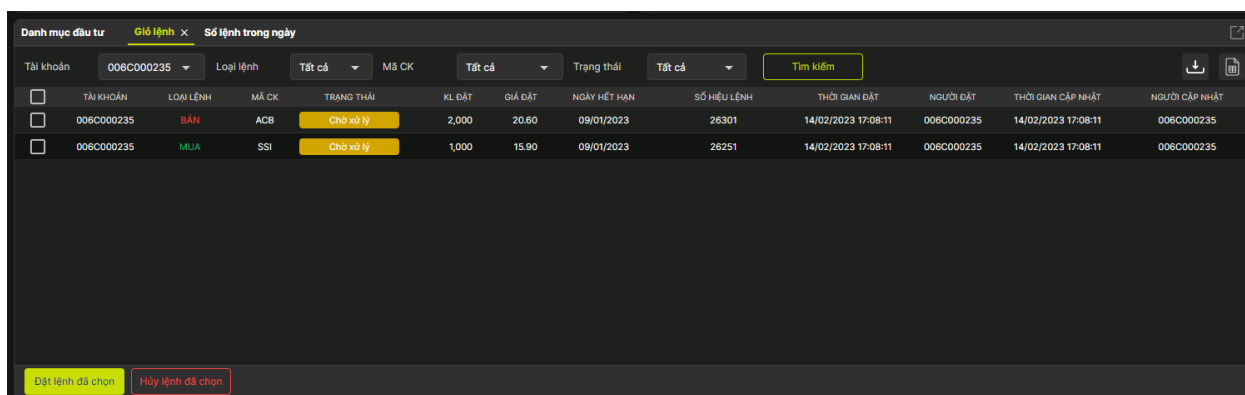 Danh mục đầu tư Giỏ lệnh × Sổ lệnh trong ngày
Tài khoản 006C000235 Loại lệnh Tất cả Mã CK Tất cả Trạng thái Tất cả Tìm kiếm
TÀI KHOẢN LOẠI LỆNH MÃ CK TRẠNG THÁI KL ĐẶT GIÁ ĐẶT NGÀY HẾT HẠN SỐ HIỆU LỆNH THỜI GIAN ĐẶT NGƯỜI ĐẶT THỜI GIAN CẬP NHẬT NGƯỜI CẬP NHẬT
006C000235 BÁN ACB Chờ xử lý 2,000 20.60 09/01/2023 26301 14/02/2023 17:08:11 006C000235 14/02/2023 17:08:11 006C000235
006C000235 MUA SSI Chờ xử lý 1,000 15.90 09/01/2023 26251 14/02/2023 17:08:11 006C000235 14/02/2023 17:08:11 006C000235
Đặt lệnh đã chọn Hủy lệnh đã chọn